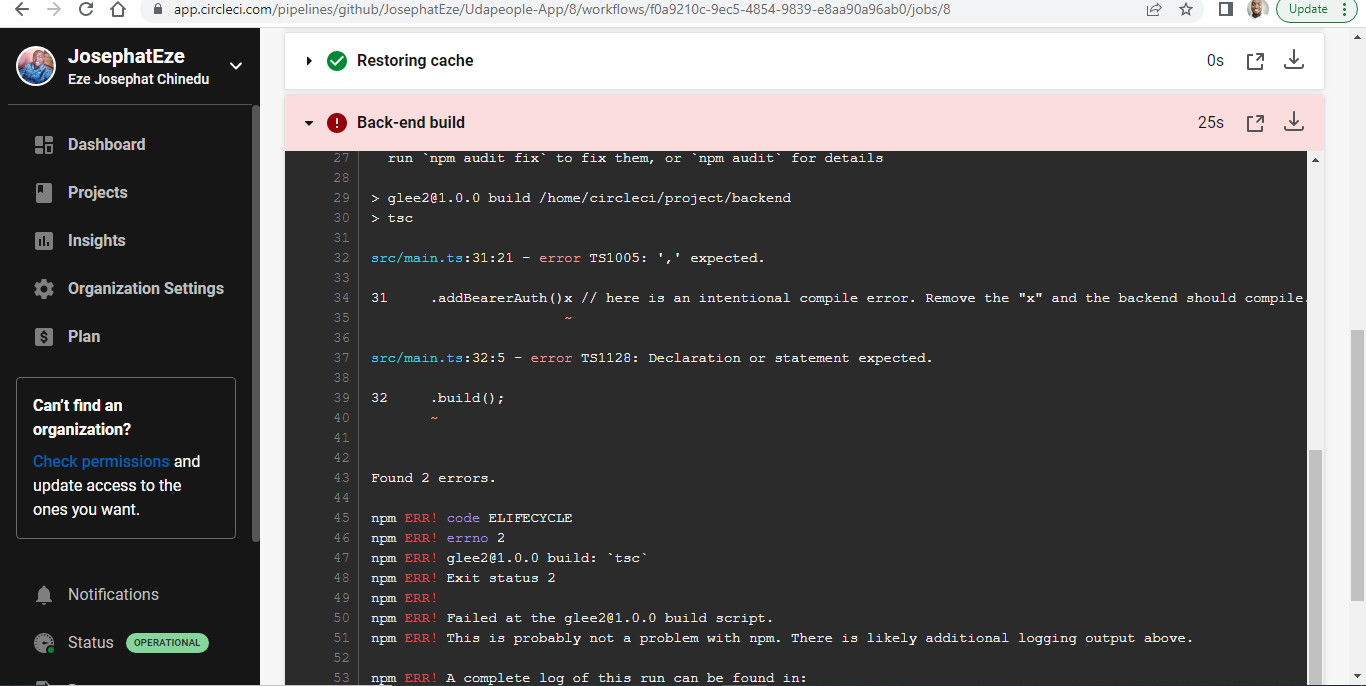 app.circleci.com/pipelines/github/JosephatEze/Udapeople-App/8/workflows/f0a9210c-9ec5-4854-9839-e8aa90a96ab0/jobs/8
Update
JosephatEze
Eze Josephat Chinedu
Dashboard
Projects
Insights
Organization Settings
Plan
Can't find an
organization?
Check permissions and
update access to the
ones you want.
Notifications
Status OPERATIONAL
Restoring cache 0s
Back-end build 25s
27 run `npm audit fix` to fix them, or `npm audit` for details
28
29 > glee2@1.0.0 build /home/circleci/project/backend
30 > tsc
31
32 src/main.ts:31:21 - error TS1005: ',' expected.
33
34 31 .addBearerAuth()x // here is an intentional compile error. Remove the "x" and the backend should compile.
35 ~
36
37 src/main.ts:32:5 - error TS1128: Declaration or statement expected.
38
39 32 .build();
40 ~
41
42
43 Found 2 errors.
44
45 npm ERR! code ELIFECYCLE
46 npm ERR! errno 2
47 npm ERR! glee2@1.0.0 build: `tsc`
48 npm ERR! Exit status 2
49 npm ERR!
50 npm ERR! Failed at the glee2@1.0.0 build script.
51 npm ERR! This is probably not a problem with npm. There is likely additional logging output above.
52
53 npm ERR! A complete log of this run can be found in: